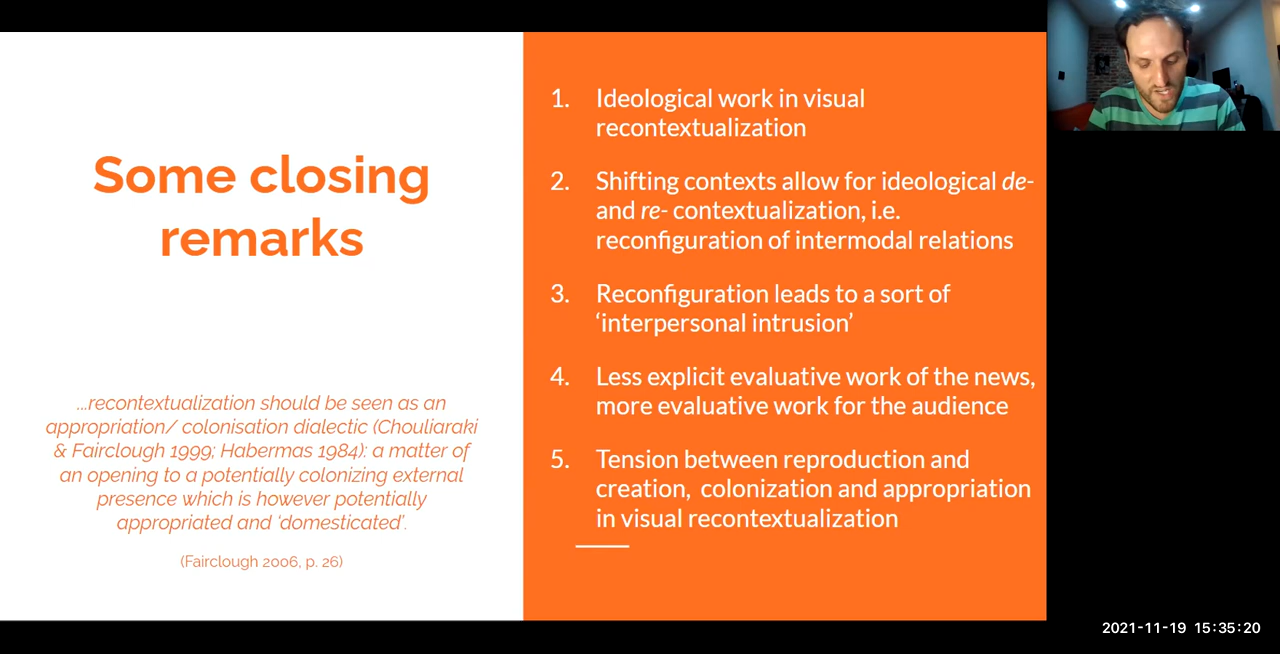 Some closing
remarks
...recontextualization should be seen as an
appropriation/ colonisation dialectic (Chouliaraki
& Fairclough 1999; Habermas 1984): a matter of
an opening to a potentially colonizing external
presence which is however potentially
appropriated and ‘domesticated’.
(Fairclough 2006, p. 26)
1. Ideological work in visual
recontextualization
2. Shifting contexts allow for ideological de-
and re- contextualization, i.e.
reconfiguration of intermodal relations
3. Reconfiguration leads to a sort of
‘interpersonal intrusion’
4. Less explicit evaluative work of the news,
more evaluative work for the audience
5. Tension between reproduction and
creation, colonization and appropriation
in visual recontextualization
2021-11-19 15:35:20